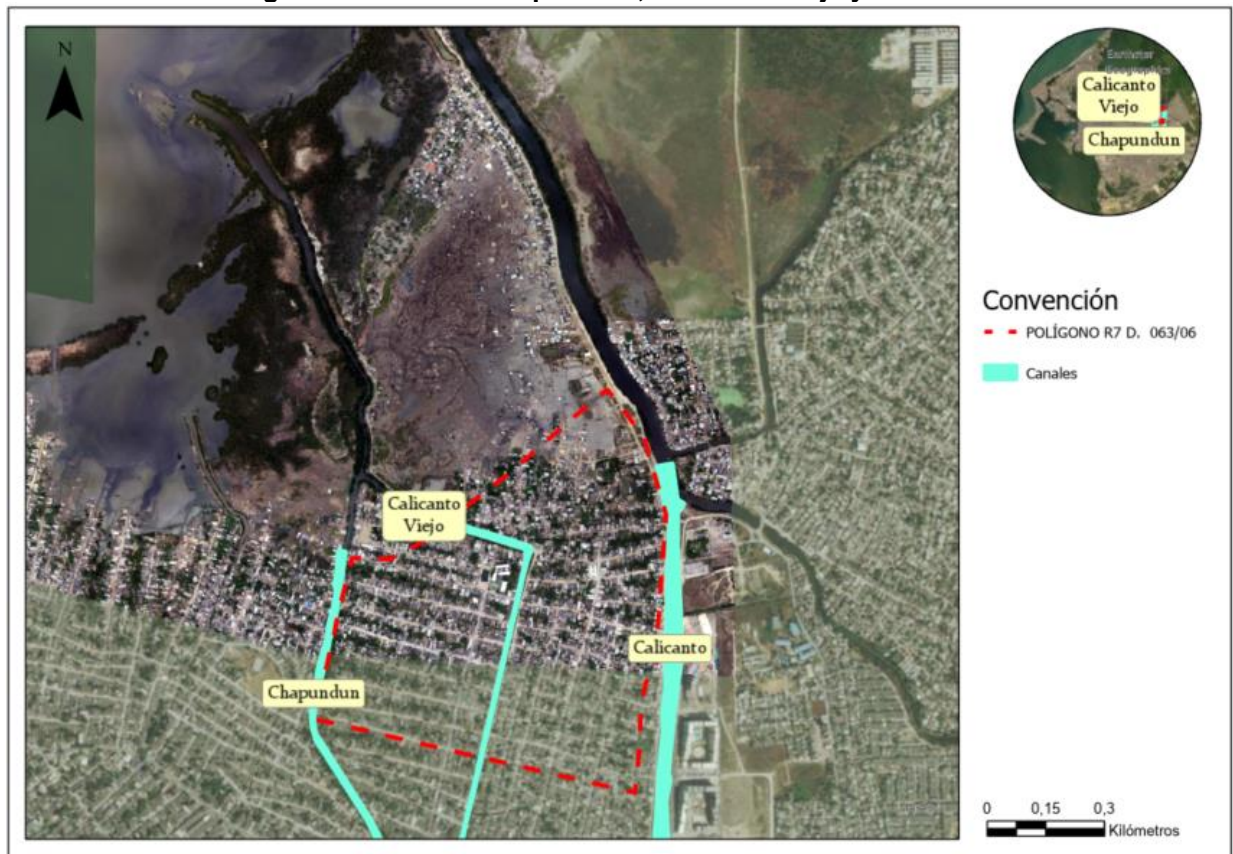 N
Calicanto
Viejo
Chapundun
Calicanto
Calicanto
Viejo
Chapundun
Convención
POLÍGONO R7 D. 063/06
Canales
0 0,15 0,3
Kilómetros